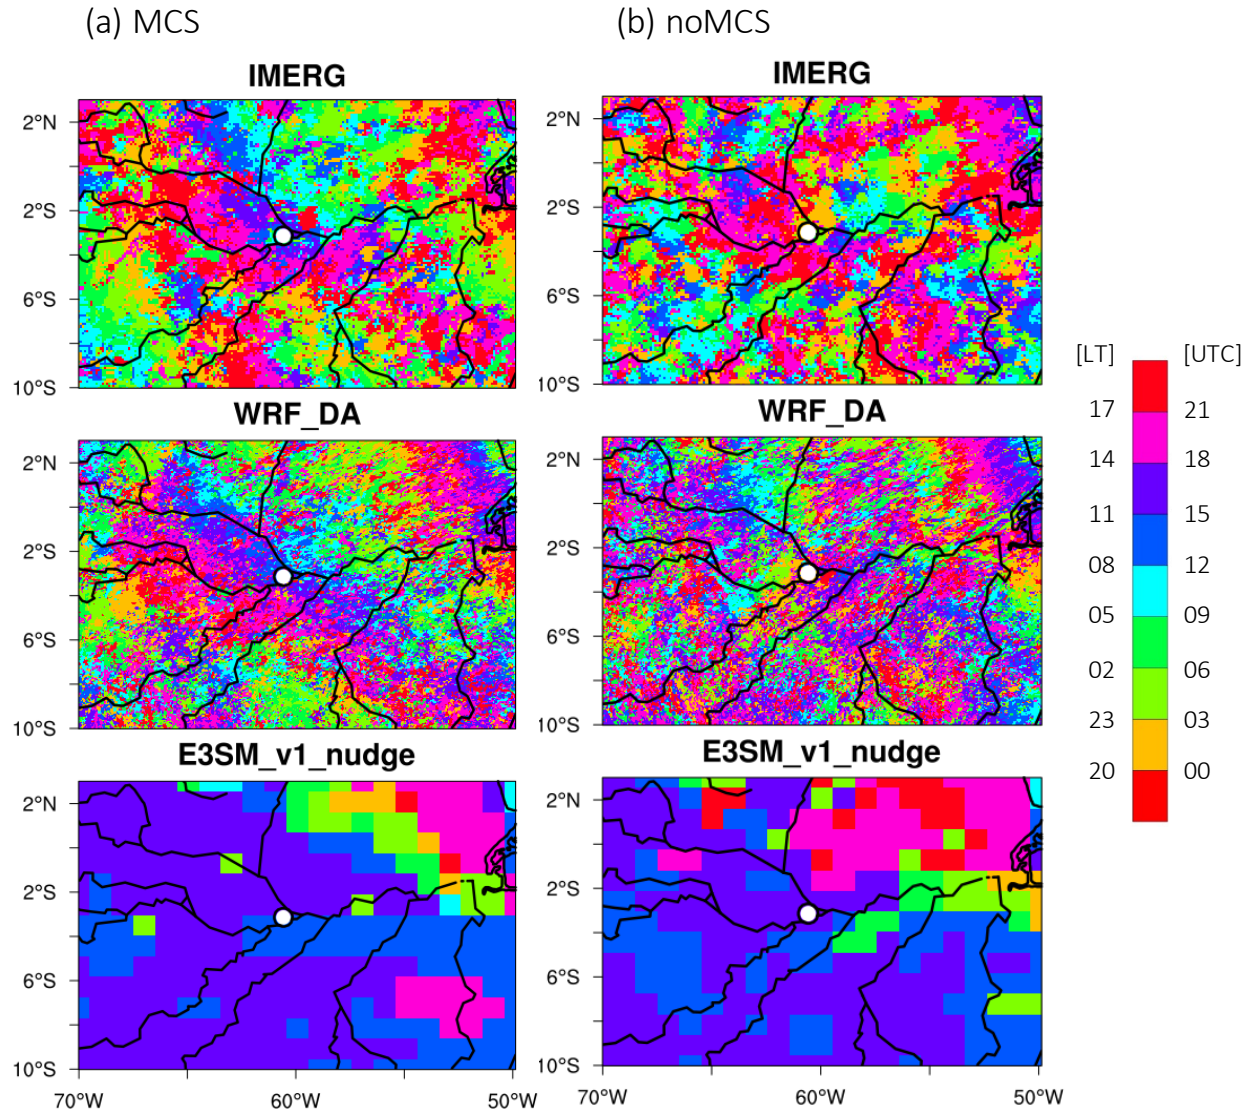 (a) MCS
(b) noMCS
IMERG
IMERG
2°N
2°S
6°S
10°S
2°N
2°S
6°S
10°S
WRF_DA
WRF_DA
2°N
2°S
6°S
10°S
2°N
2°S
6°S
10°S
E3SM_v1_nudge
E3SM_v1_nudge
2°N
2°S
6°S
10°S
2°N
2°S
6°S
10°S
70°W 60°W 50°W
70°W 60°W 50°W
[LT] [UTC]
17 21
14 18
11 15
08 12
05 09
02 06
23 03
20 00